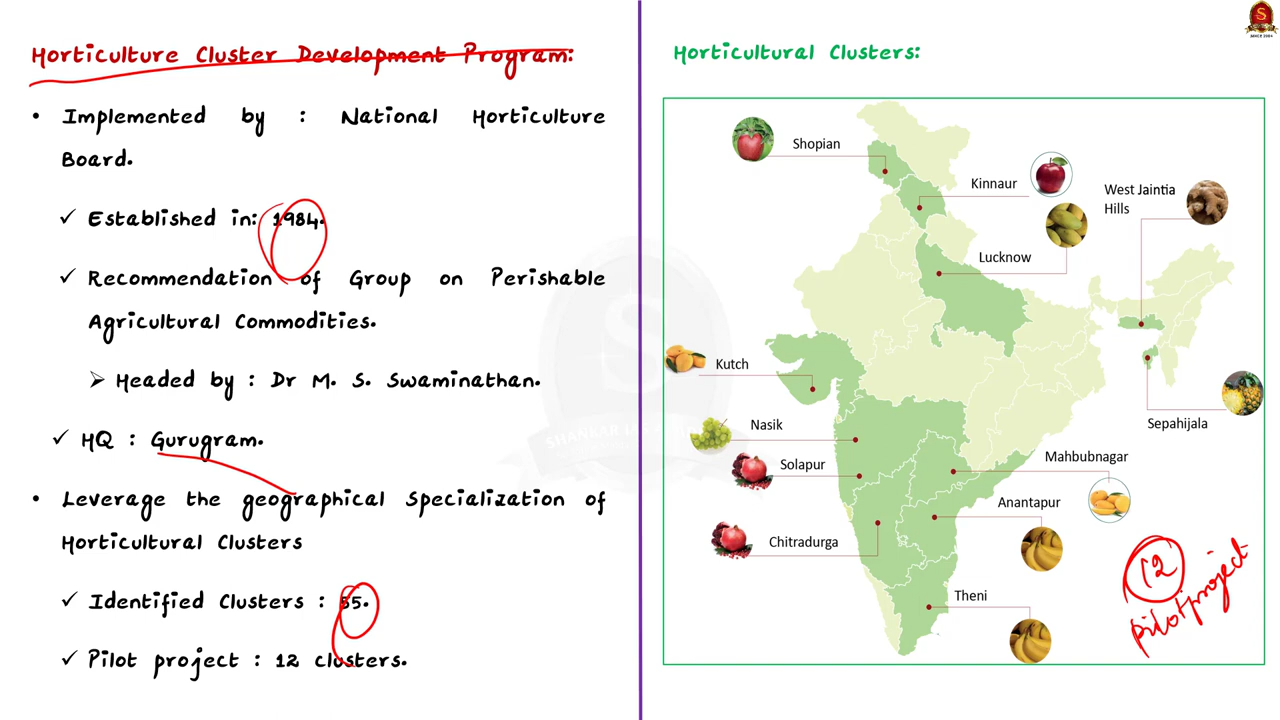 Horticulture Cluster Development Program:
• Implemented by : National Horticulture
Board.
✓ Established in: 1984.
✓ Recommendation of Group on Perishable
Agricultural Commodities.
➢ Headed by : Dr M. S. Swaminathan.
✓ HQ : Gurugram.
• Leverage the geographical specialization of
Horticultural Clusters
✓ Identified Clusters : 55.
✓ Pilot project : 12 clusters.
Horticultural Clusters:
Shopian
Kinnaur
West Jaintia
Hills
Lucknow
Kutch
Nasik
Sepahijala
Solapur
Mahbubnagar
Anantapur
Chitradurga
Theni
12
pilot project